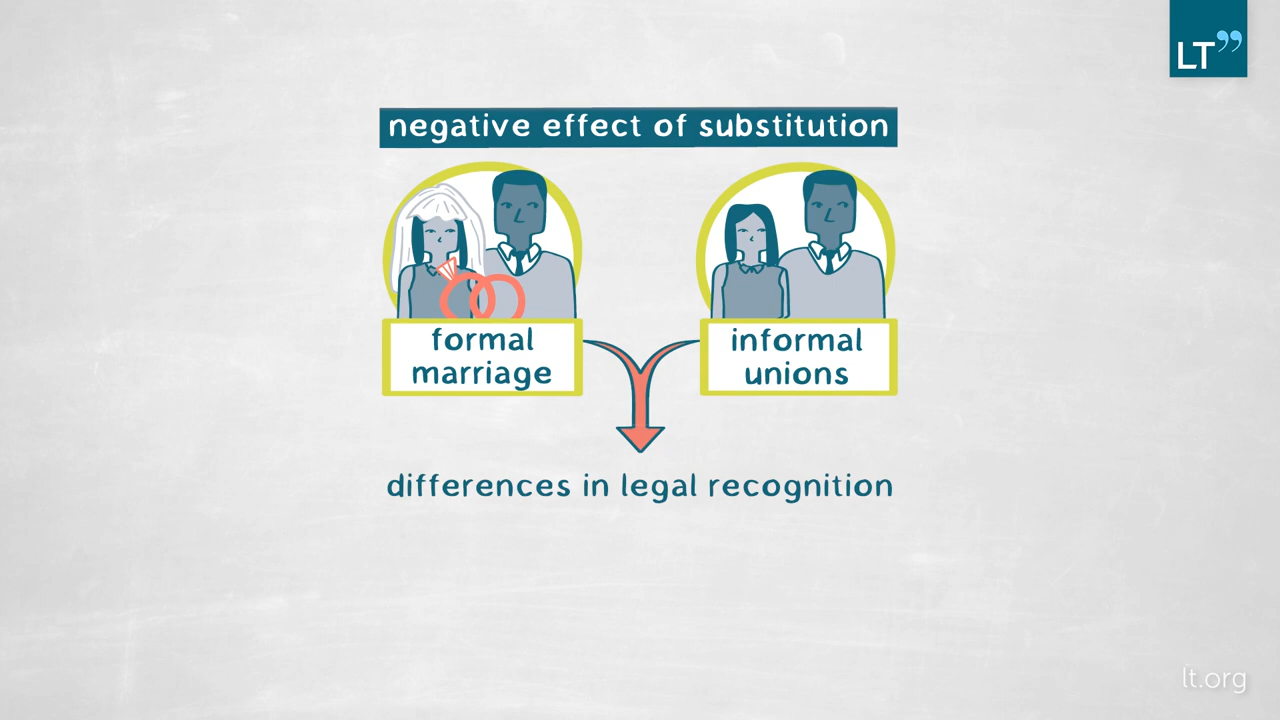 LT”
negative effect of substitution
formal
marriage
informal
unions
differences in legal recognition
lt.org